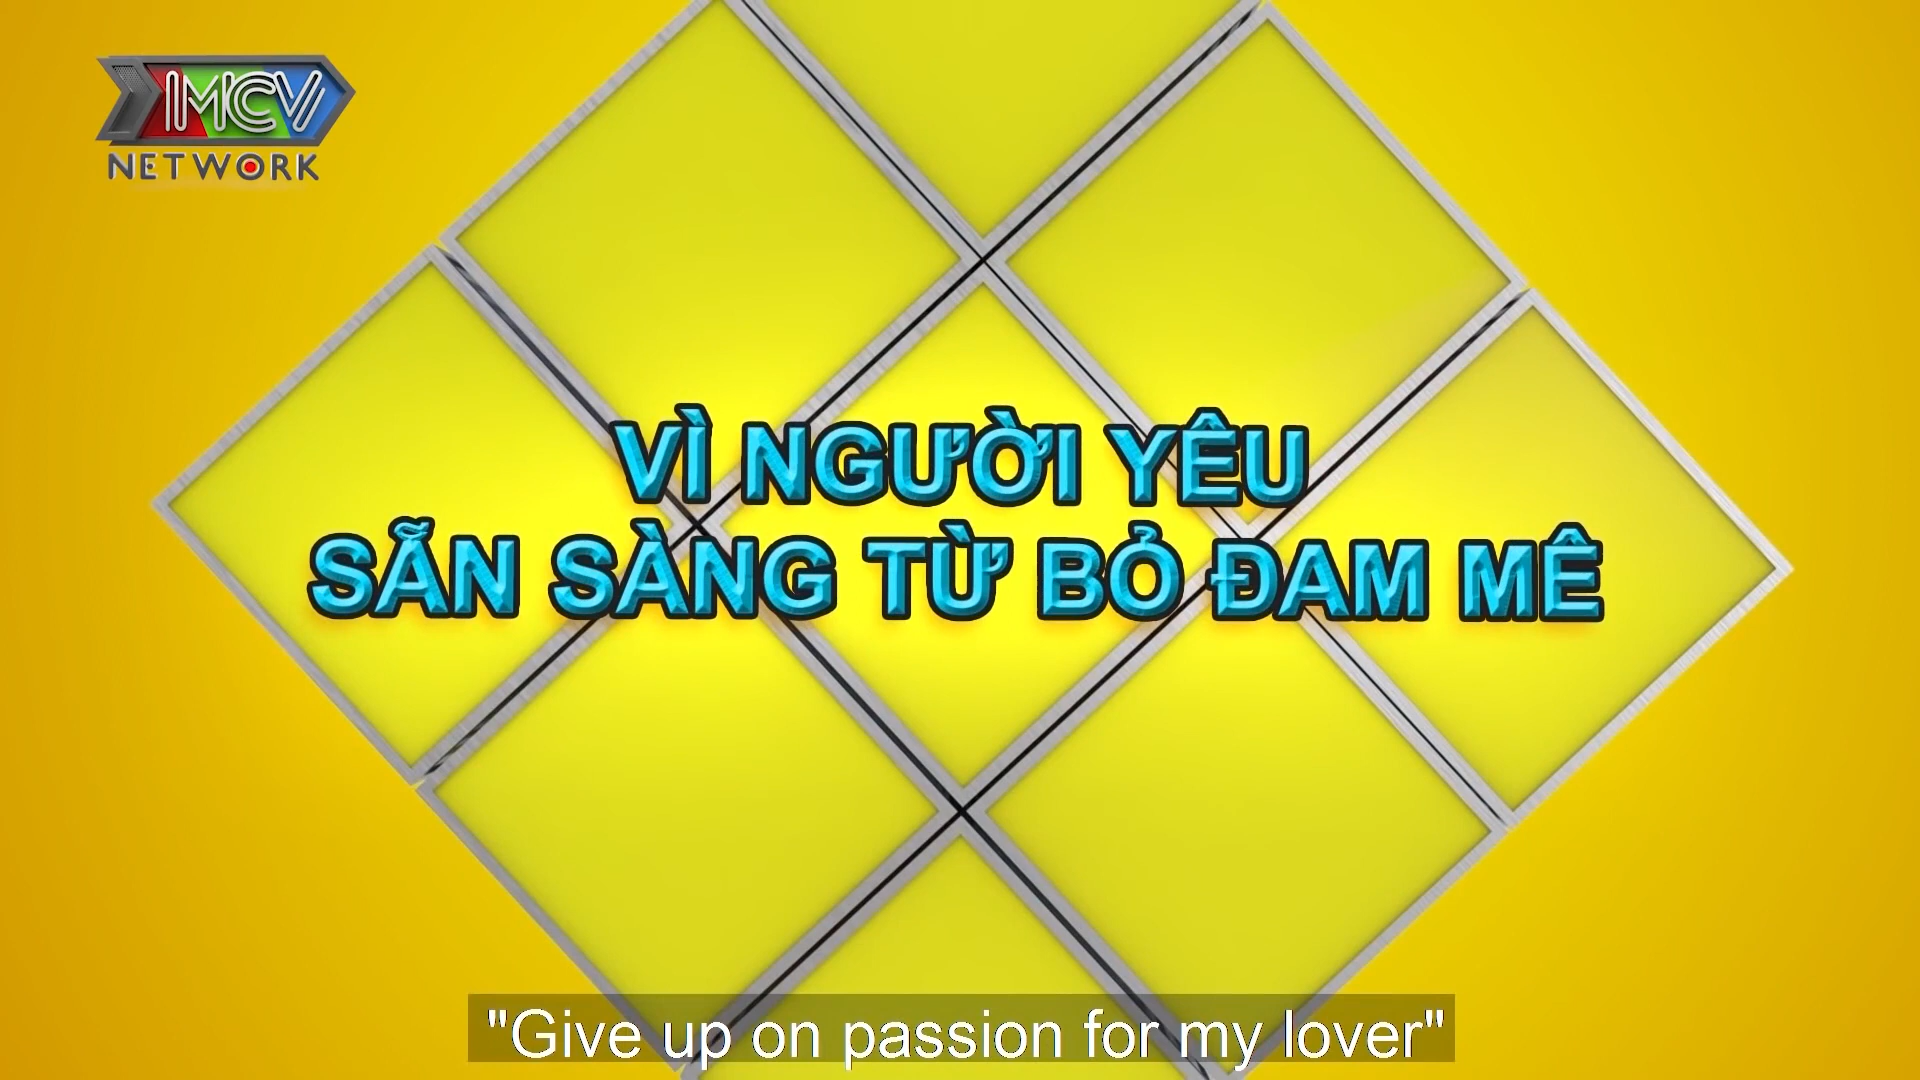 MCV
NETWORK
VÌ NGƯỜI YÊU
SẴN SÀNG TỪ BỎ ĐAM MÊ
"Give up on passion for my lover"